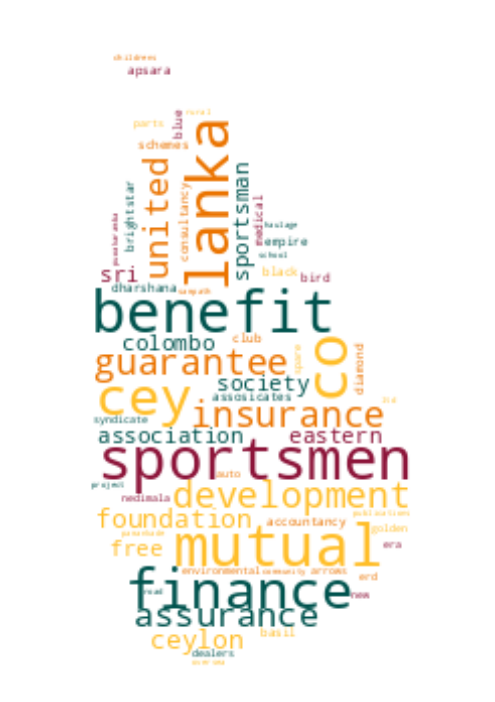 childrens
apsara
rural
parts
blue
schemes
lanka
united
sportsman
consultancy
brightstar
medical
haulage
empire
school
sri
black
bird
dharshana
sampath
benefit
colombo
club
co
guarantee
spare
diamond
society
cey
assosicates
insurance
syndicate
association
eastern
sportsmen
auto
project
nedimala
development
foundation
accountancy
publications
golden
free
mutual
era
environmental
community
arrows
erd
finance
road
new
assurance
basil
ceylon
dealers